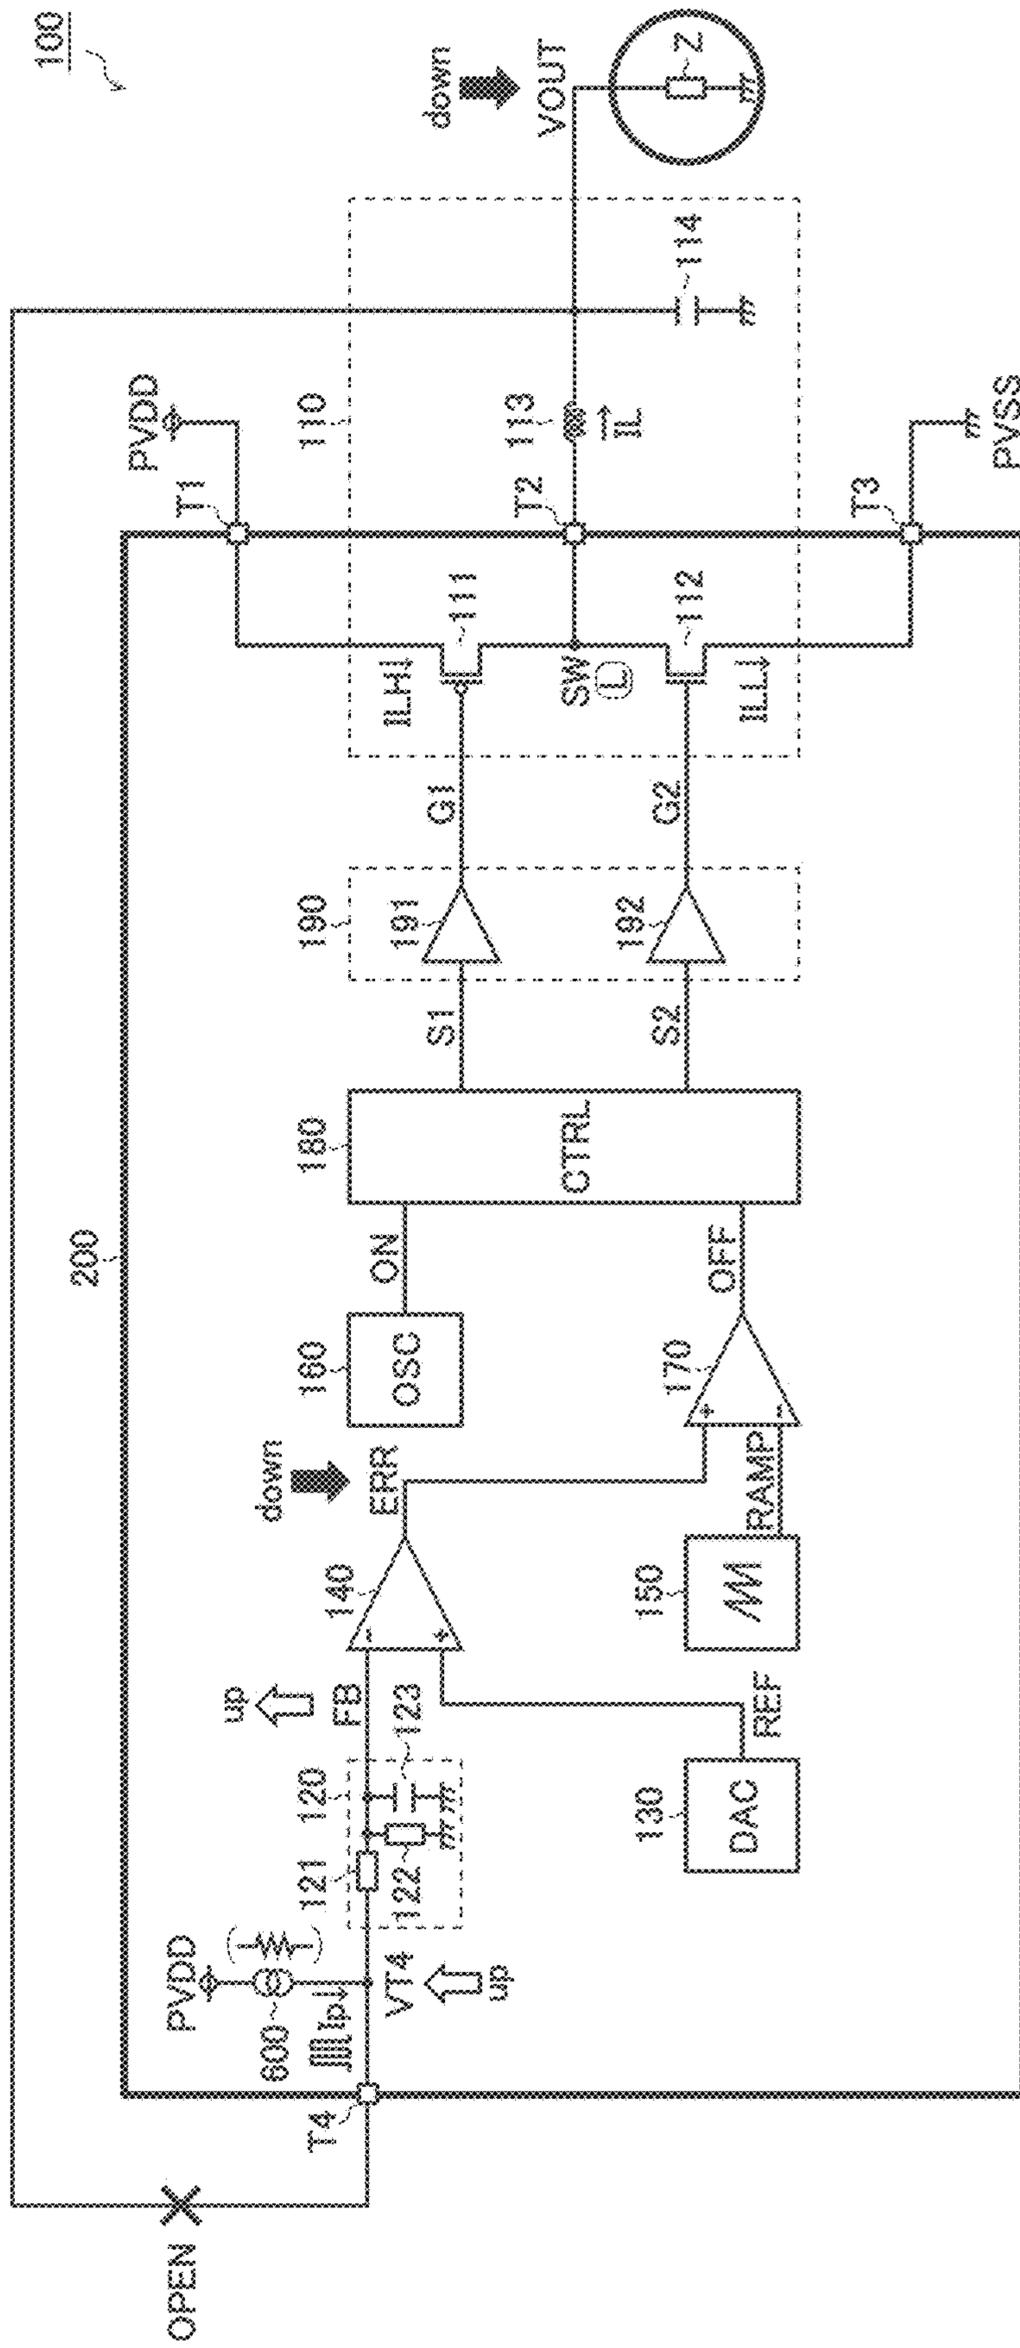 100
down
VOUT
Z
114
PVDD
T1
110
113
IL
T2
T3
PVSS
200
ILH
111
SW
L
112
ILL
G1
G2
190
191
192
S1
S2
180
CTRL
ON
OFF
160
OSC
170
+
-
down
ERR
RAMP
140
-
+
150
up
FB
REF
120
123
121
122
130
DAC
PVDD
600
Ip
VT4
up
T4
OPEN